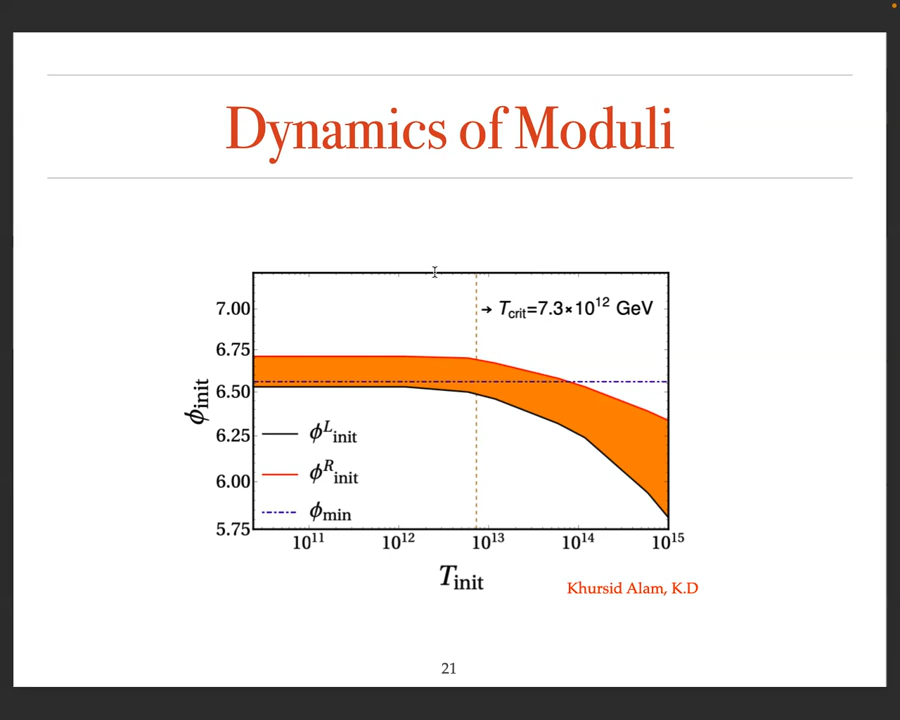 Dynamics of Moduli
→ T_crit=7.3×10^12 GeV
7.00
6.75
6.50
6.25
6.00
5.75
ϕ_init
ϕ^L_init
ϕ^R_init
ϕ_min
10^11 10^12 10^13 10^14 10^15
T_init
Khursid Alam, K.D
21